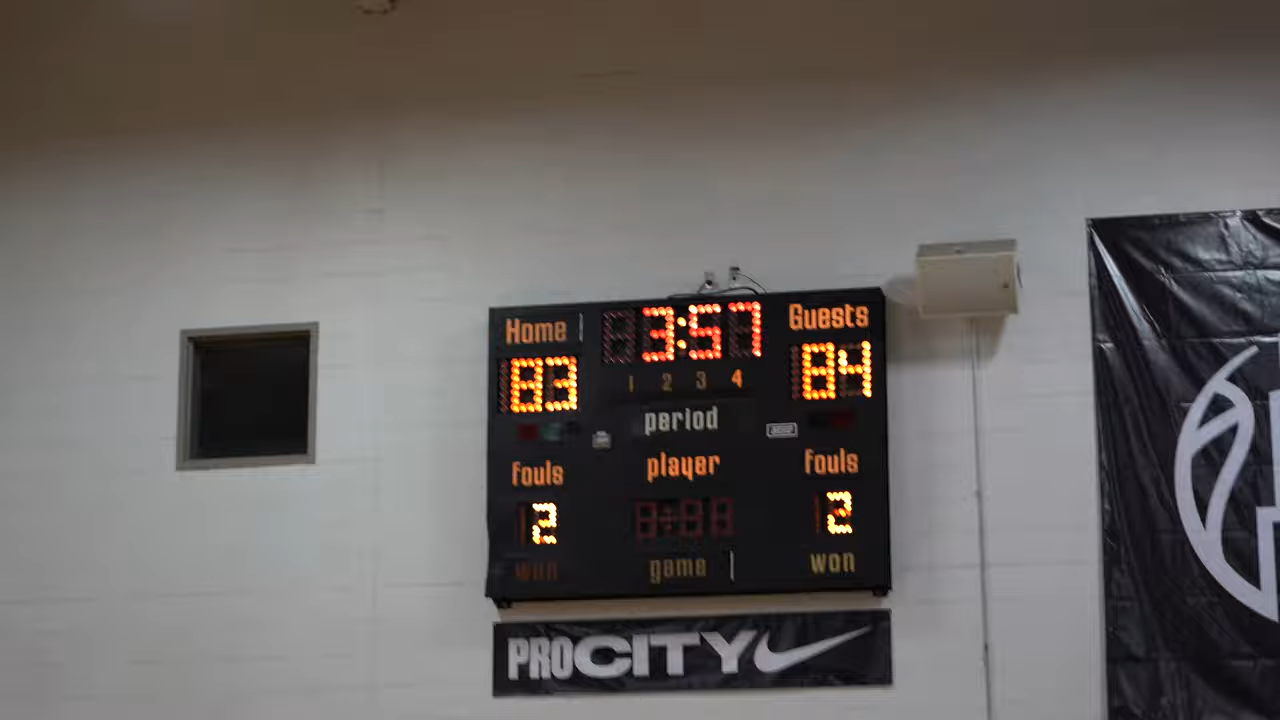 Home 3:57 Guests
83 84
1 2 3 4
period
fouls player fouls
2 2
won game won
PROCITY